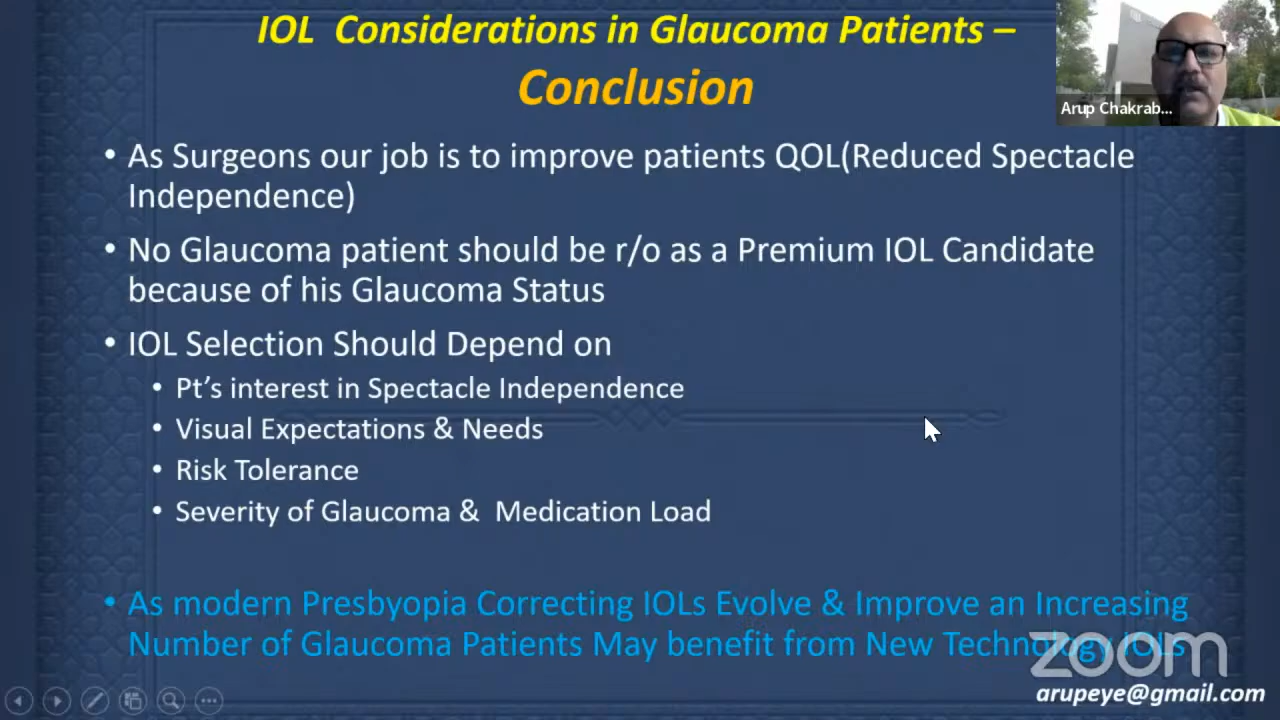 IOL Considerations in Glaucoma Patients –
Conclusion
Arup Chakrab...
• As Surgeons our job is to improve patients QOL(Reduced Spectacle
Independence)
• No Glaucoma patient should be r/o as a Premium IOL Candidate
because of his Glaucoma Status
• IOL Selection Should Depend on
• Pt’s interest in Spectacle Independence
• Visual Expectations & Needs
• Risk Tolerance
• Severity of Glaucoma & Medication Load
• As modern Presbyopia Correcting IOLs Evolve & Improve an Increasing
Number of Glaucoma Patients May benefit from New Technology IOLs
zoom
arupeye@gmail.com